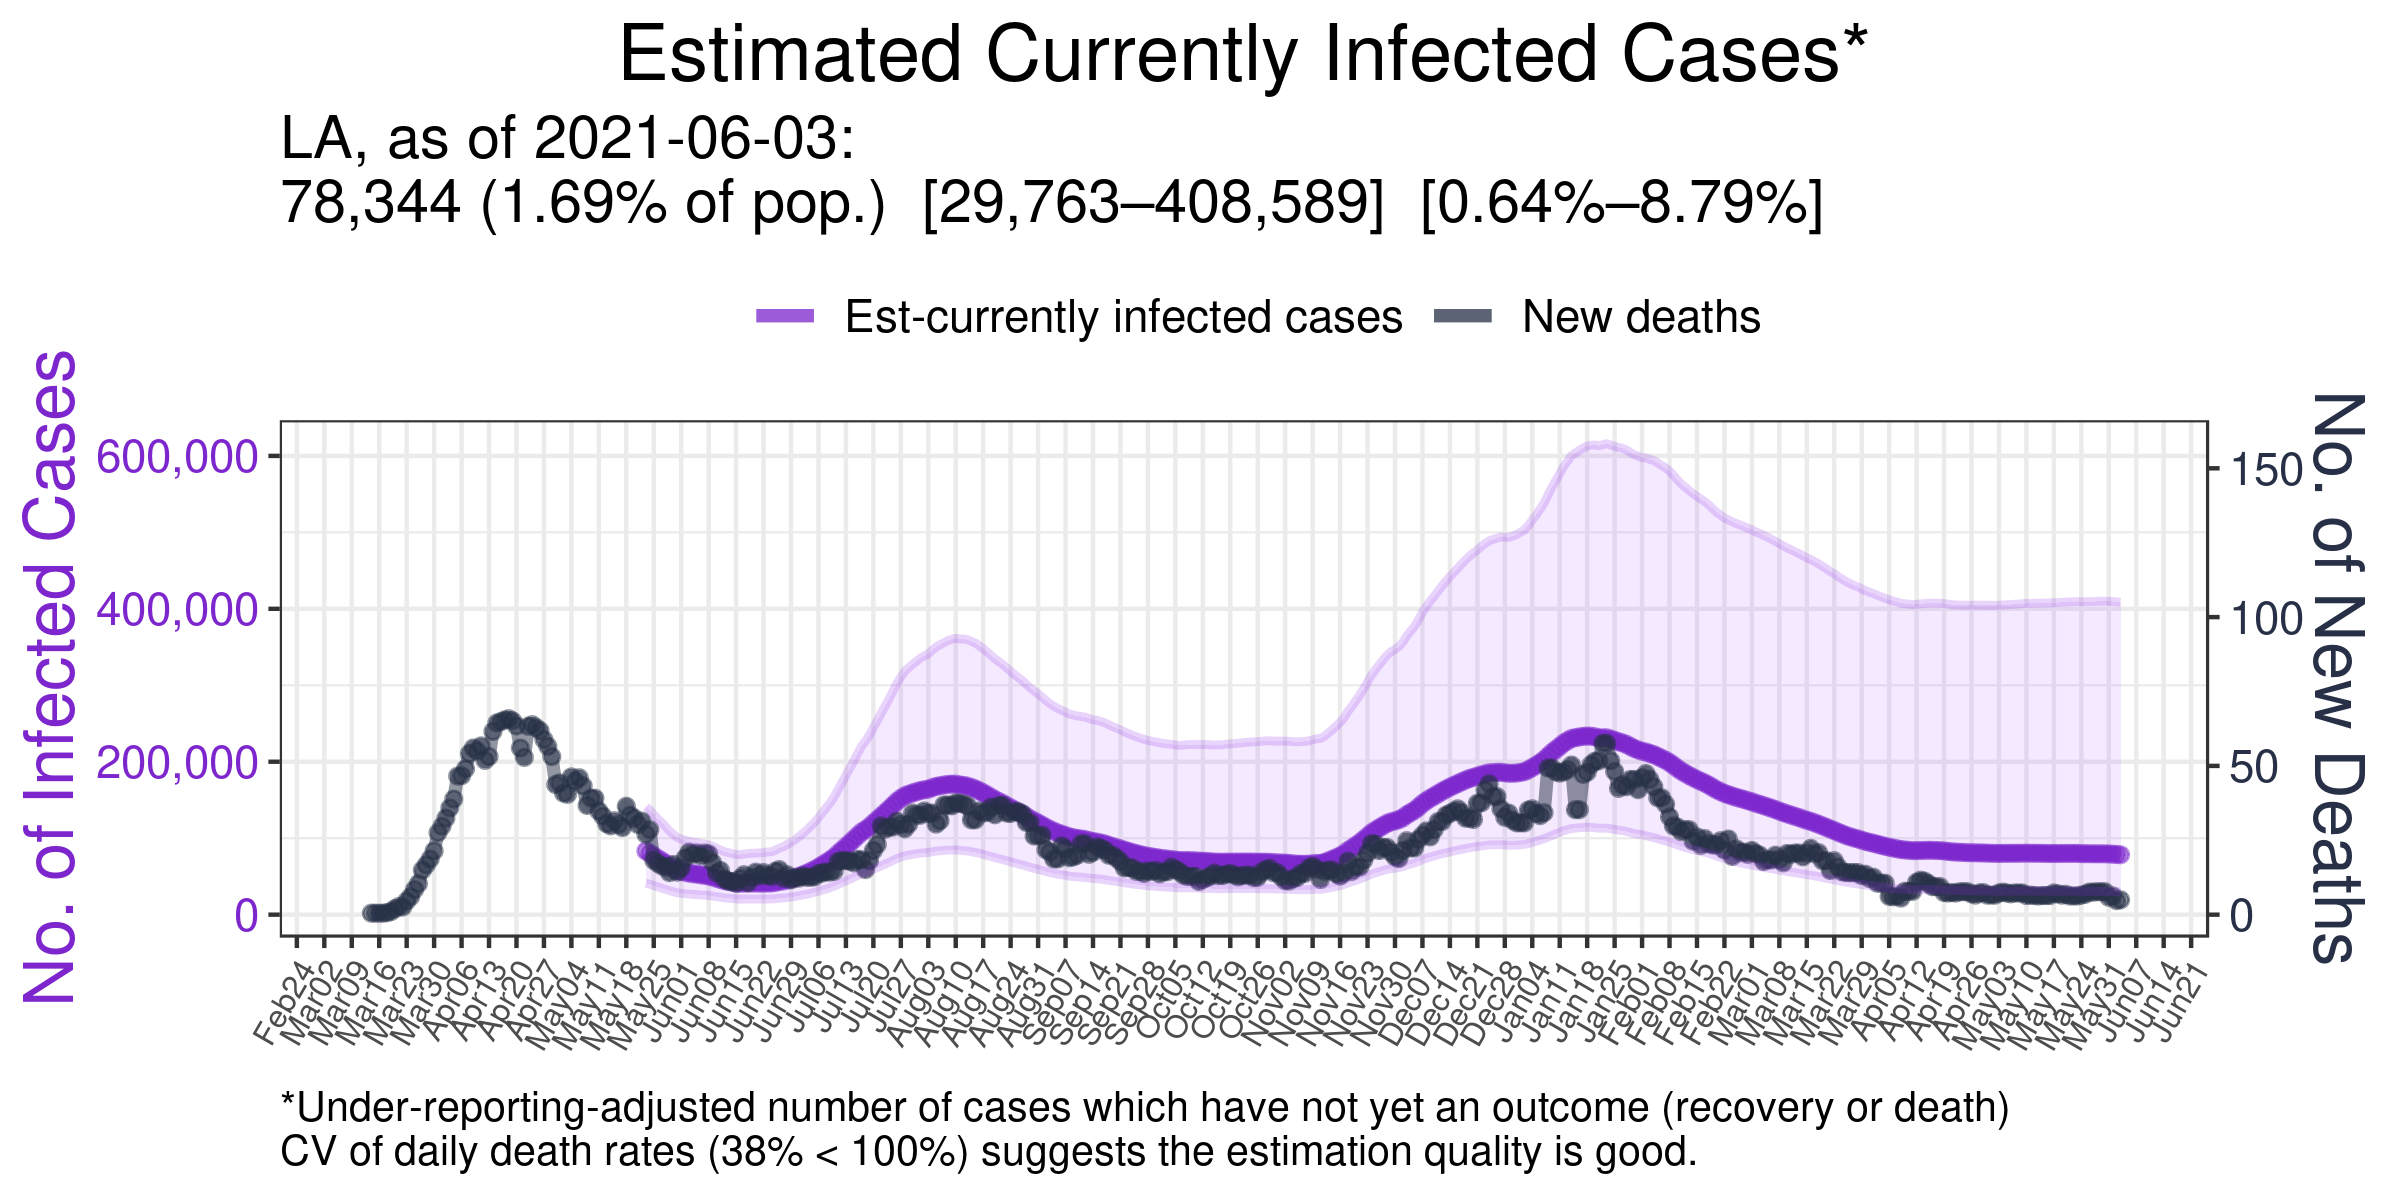 Estimated Currently Infected Cases*
LA, as of 2021-06-03:
78,344 (1.69% of pop.) [29,763–408,589] [0.64%–8.79%]
Est-currently infected cases
New deaths
No. of Infected Cases
600,000
400,000
200,000
0
150
100
50
0
No. of New Deaths
Feb24
Mar02
Mar09
Mar16
Mar23
Mar30
Apr06
Apr13
Apr20
Apr27
May04
May11
May18
May25
Jun01
Jun08
Jun15
Jun22
Jun29
Jul06
Jul13
Jul20
Jul27
Aug03
Aug10
Aug17
Aug24
Aug31
Sep07
Sep14
Sep21
Sep28
Oct05
Oct12
Oct19
Oct26
Nov02
Nov09
Nov16
Nov23
Nov30
Dec07
Dec14
Dec21
Dec28
Jan04
Jan11
Jan18
Jan25
Feb01
Feb08
Feb15
Feb22
Mar01
Mar08
Mar15
Mar22
Mar29
Apr05
Apr12
Apr19
Apr26
May03
May10
May17
May24
May31
Jun07
Jun14
Jun21
*Under-reporting-adjusted number of cases which have not yet an outcome (recovery or death)
CV of daily death rates (38% < 100%) suggests the estimation quality is good.